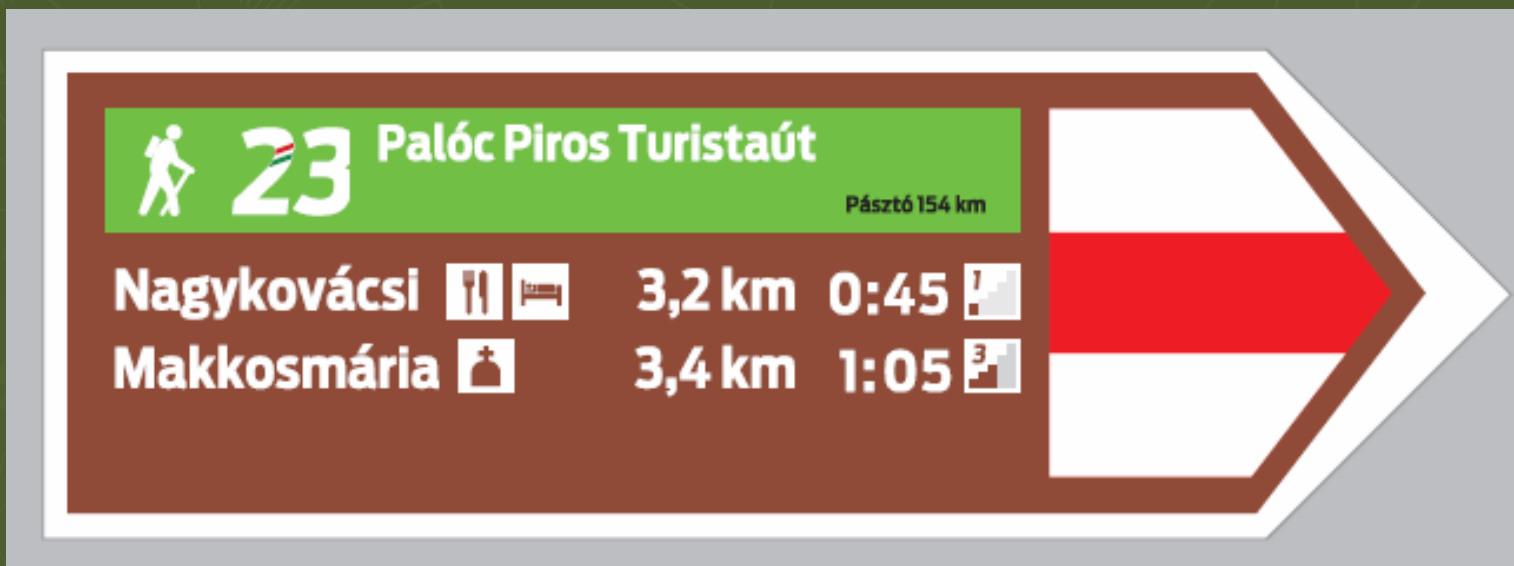 23 Palóc Piros Turistaút
Pásztó 154 km
Nagykovácsi 3,2 km 0:45 1
Makkosmária 3,4 km 1:05 3